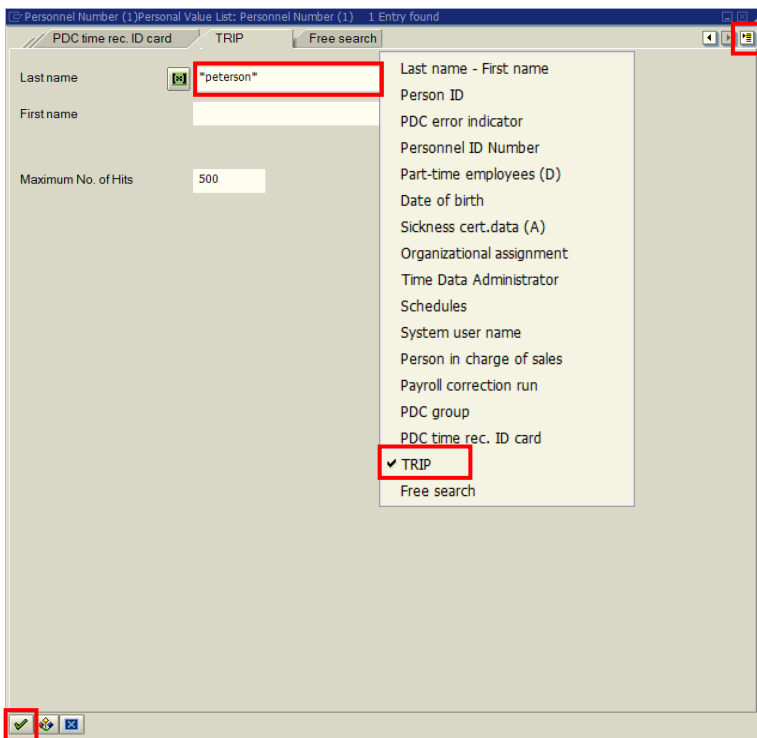 Personnel Number (1)Personal Value List: Personnel Number (1) 1 Entry found
PDC time rec. ID card TRIP Free search
Last name *peterson*
First name
Maximum No. of Hits 500
Last name - First name
Person ID
PDC error indicator
Personnel ID Number
Part-time employees (D)
Date of birth
Sickness cert.data (A)
Organizational assignment
Time Data Administrator
Schedules
System user name
Person in charge of sales
Payroll correction run
PDC group
PDC time rec. ID card
TRIP
Free search